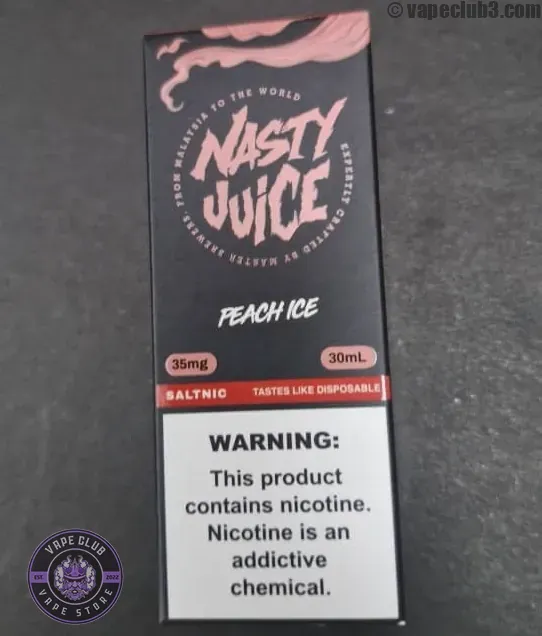 © vapeclub3.com
FROM MALAYSIA TO THE WORLD
NASTY
JUICE
EXPERTLY CRAFTED BY MASTER BREWERS.
PEACH ICE
35mg
30mL
SALTNIC
TASTES LIKE DISPOSABLE
WARNING:
This product
contains nicotine.
Nicotine is an
addictive
chemical.
VAPE CLUB
EST. 2022
VAPE STORE